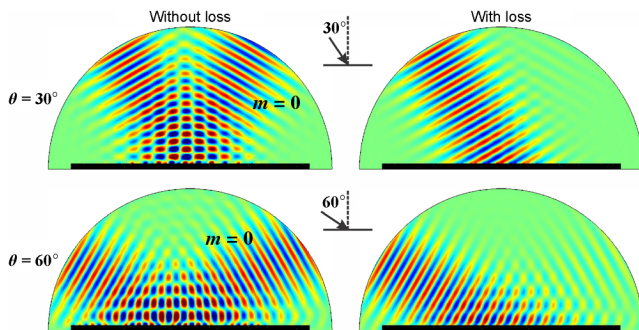 Without loss
With loss
30°
θ = 30°
m = 0
60°
m = 0
θ = 60°